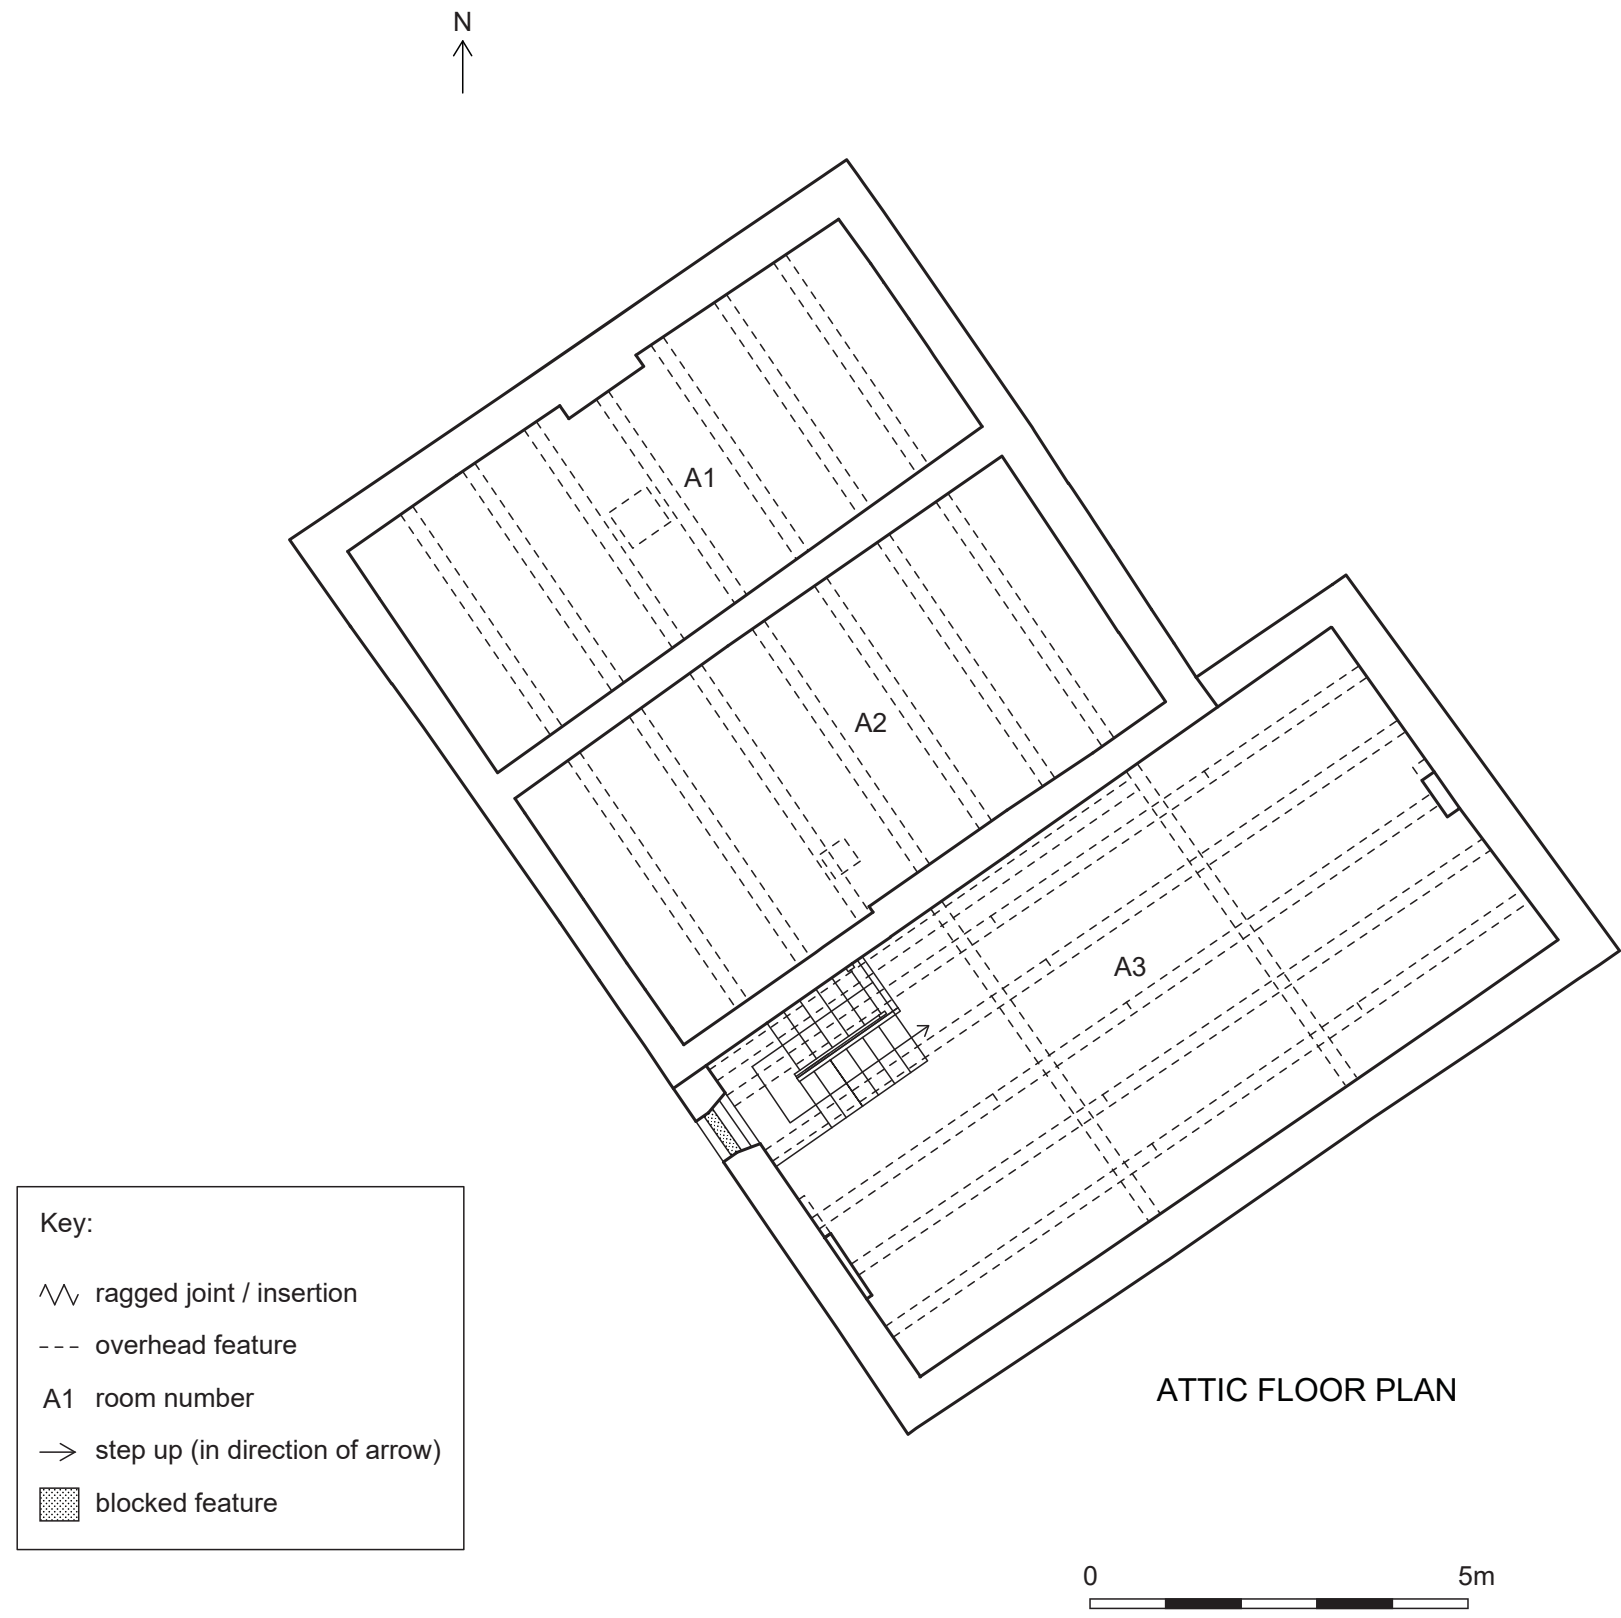 N
A1
A2
A3
Key:
ragged joint / insertion
overhead feature
A1 room number
step up (in direction of arrow)
blocked feature
ATTIC FLOOR PLAN
0 5m